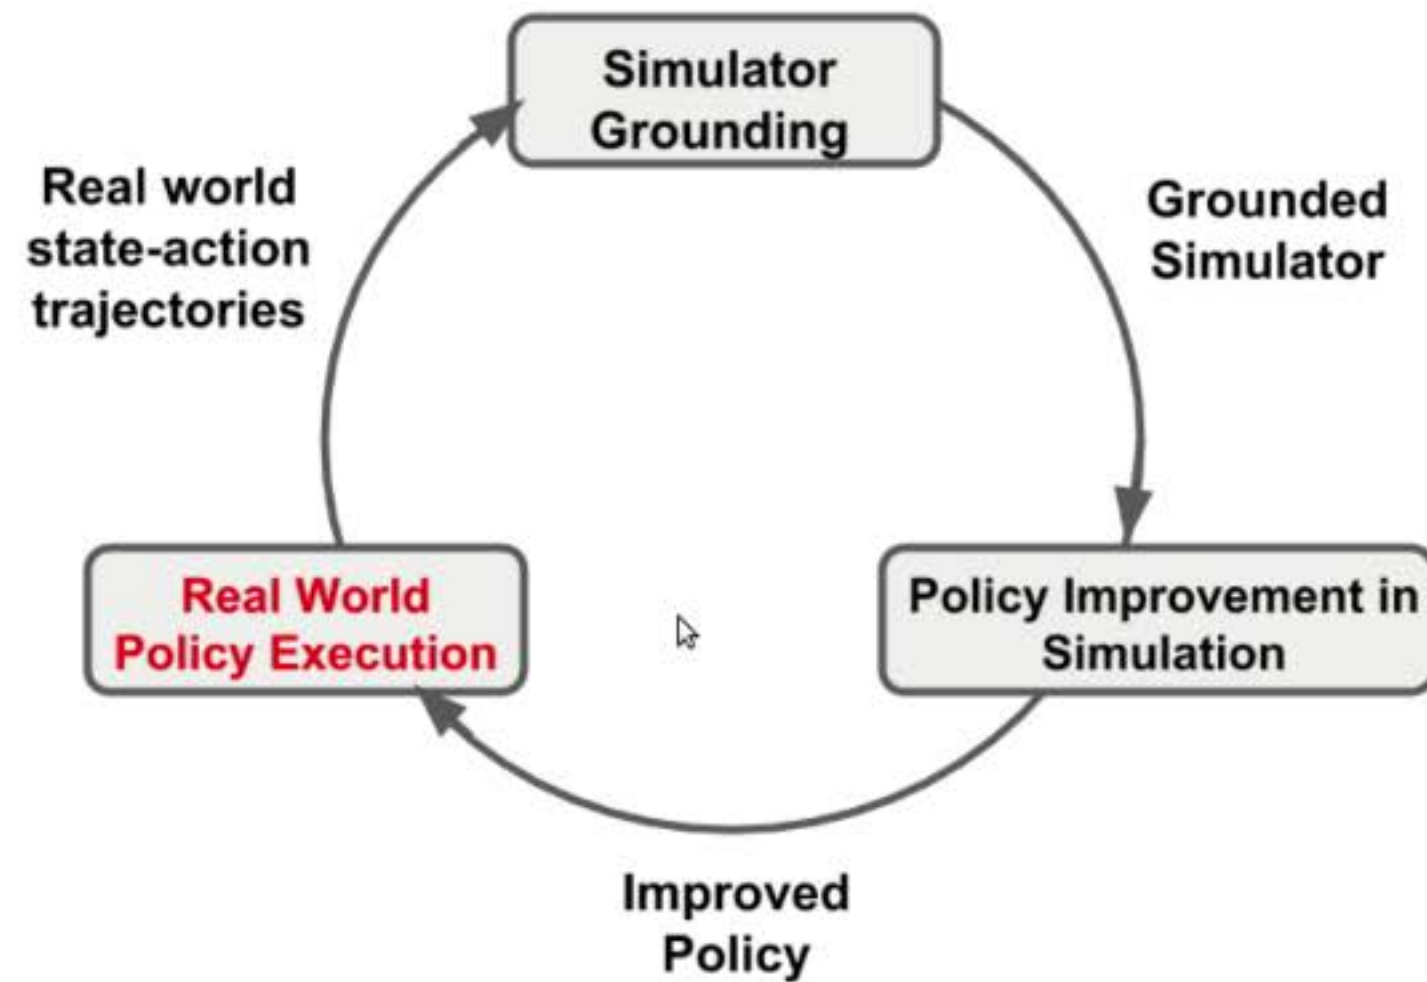 Simulator
Grounding
Real world
state-action
trajectories
Grounded
Simulator
Real World
Policy Execution
Policy Improvement in
Simulation
Improved
Policy